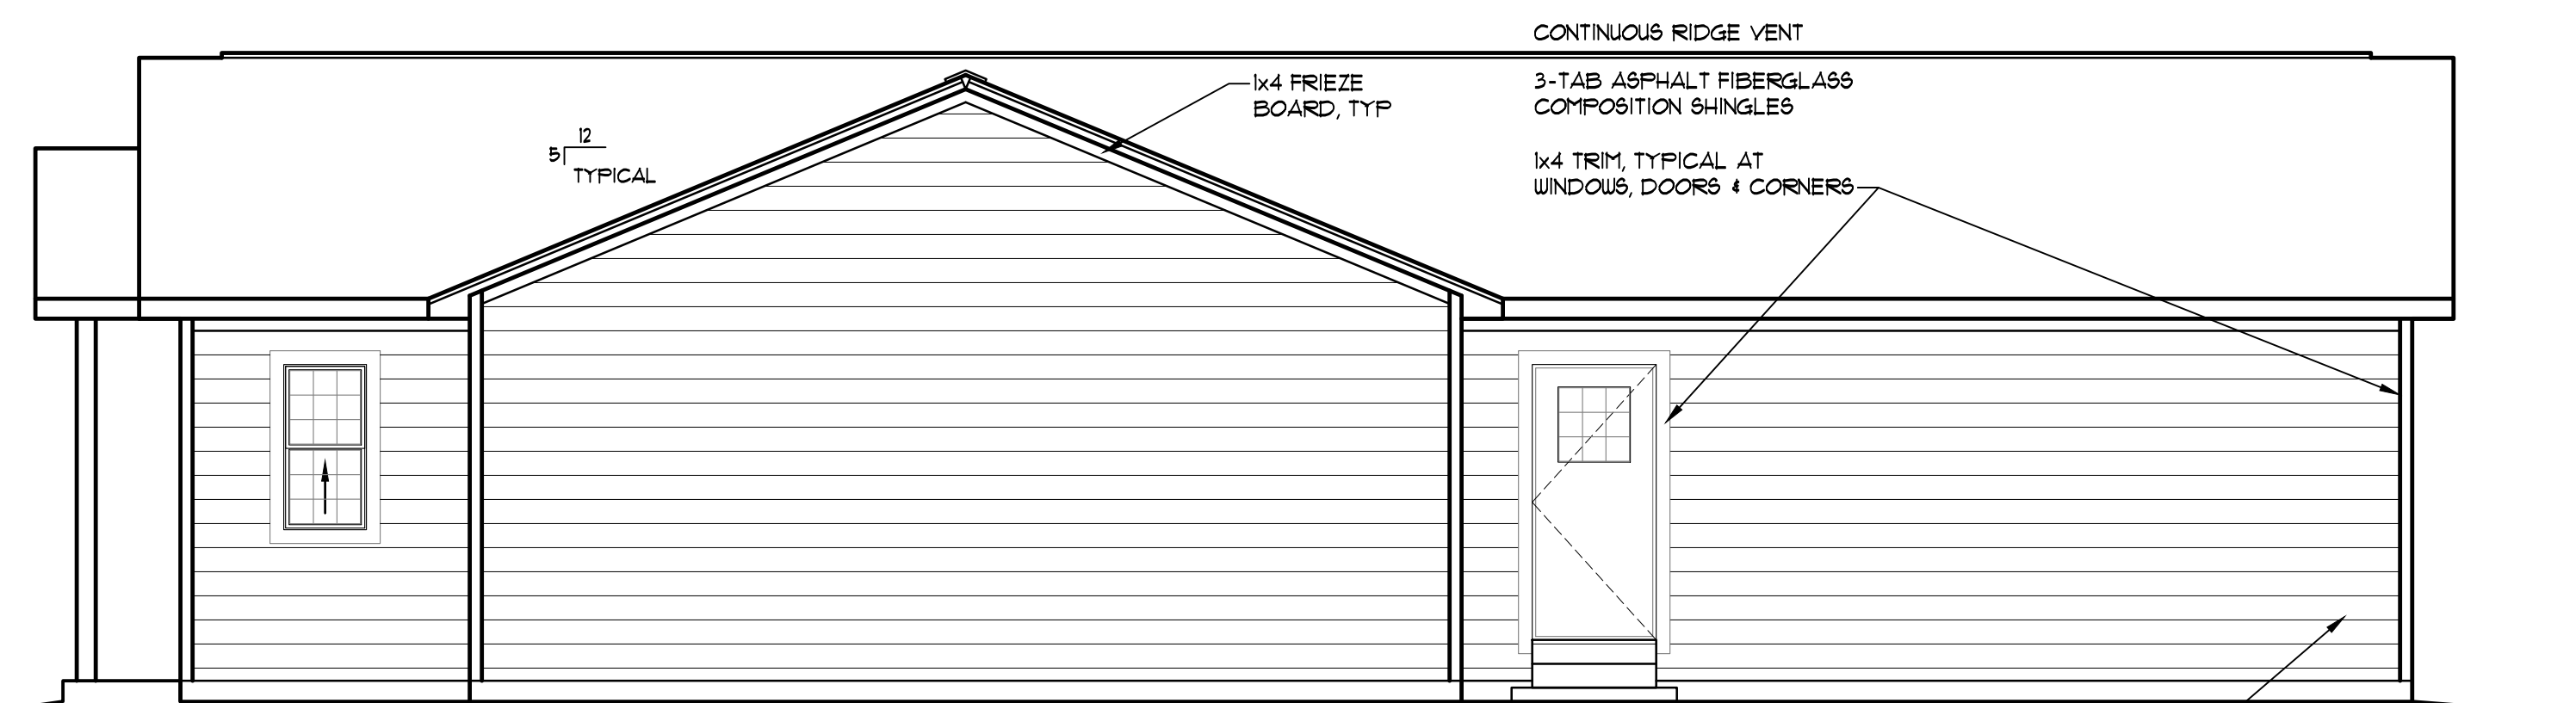 CONTINUOUS RIDGE VENT
1x4 FRIEZE
BOARD, TYP
3-TAB ASPHALT FIBERGLASS
COMPOSITION SHINGLES
12
5
TYPICAL
1x4 TRIM, TYPICAL AT
WINDOWS, DOORS & CORNERS